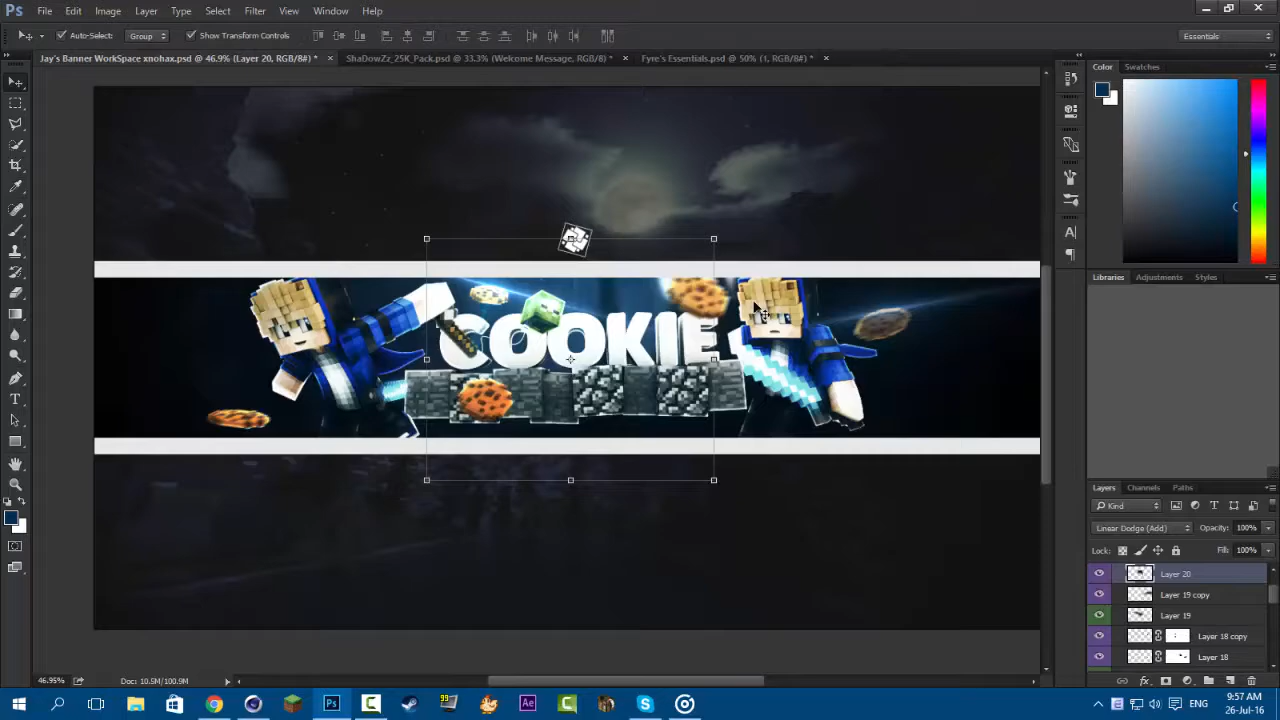 Ps File Edit Image Layer Type Select Filter View Window Help
Auto-Select: Group Show Transform Controls Essentials
Jay's Banner WorkSpace xnohax.psd @ 46.9% (Layer 20, RGB/8#) * × ShaDowZz_25K_Pack.psd @ 33.3% (Welcome Message, RGB/8) * × Fyre's Essentials.psd @ 50% (1, RGB/8#) * ×
Color Swatches
COOKIE
Libraries Adjustments Styles
Layers Channels Paths
Kind
Linear Dodge (Add) Opacity: 100%
Lock: Fill: 100%
Layer 20
Layer 19 copy
Layer 19
Layer 18 copy
Layer 18
46.95% Doc: 10.5M/100.9M
99 Ae ENG 9:57 AM
26-Jul-16